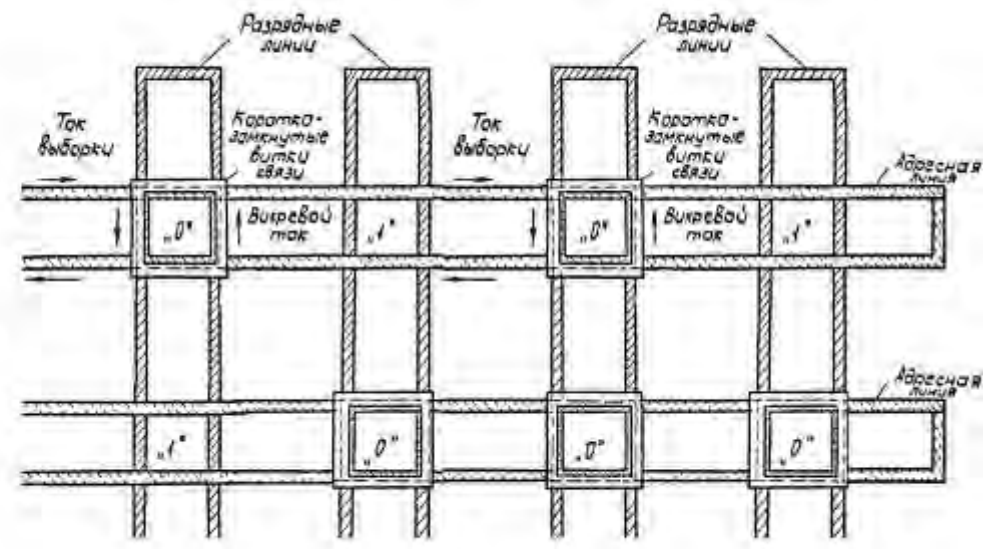 Разрядные
линии
Разрядные
линии
Ток
выборки
Коротко-
замкнутые
витки
связи
Ток
выборки
Коротко-
замкнутые
витки
связи
Адресная
линия
„0“
Вихревой
ток
„1“
„0“
Вихревой
ток
„1“
Адресная
линия
„1“
„0“
„0“
„0“